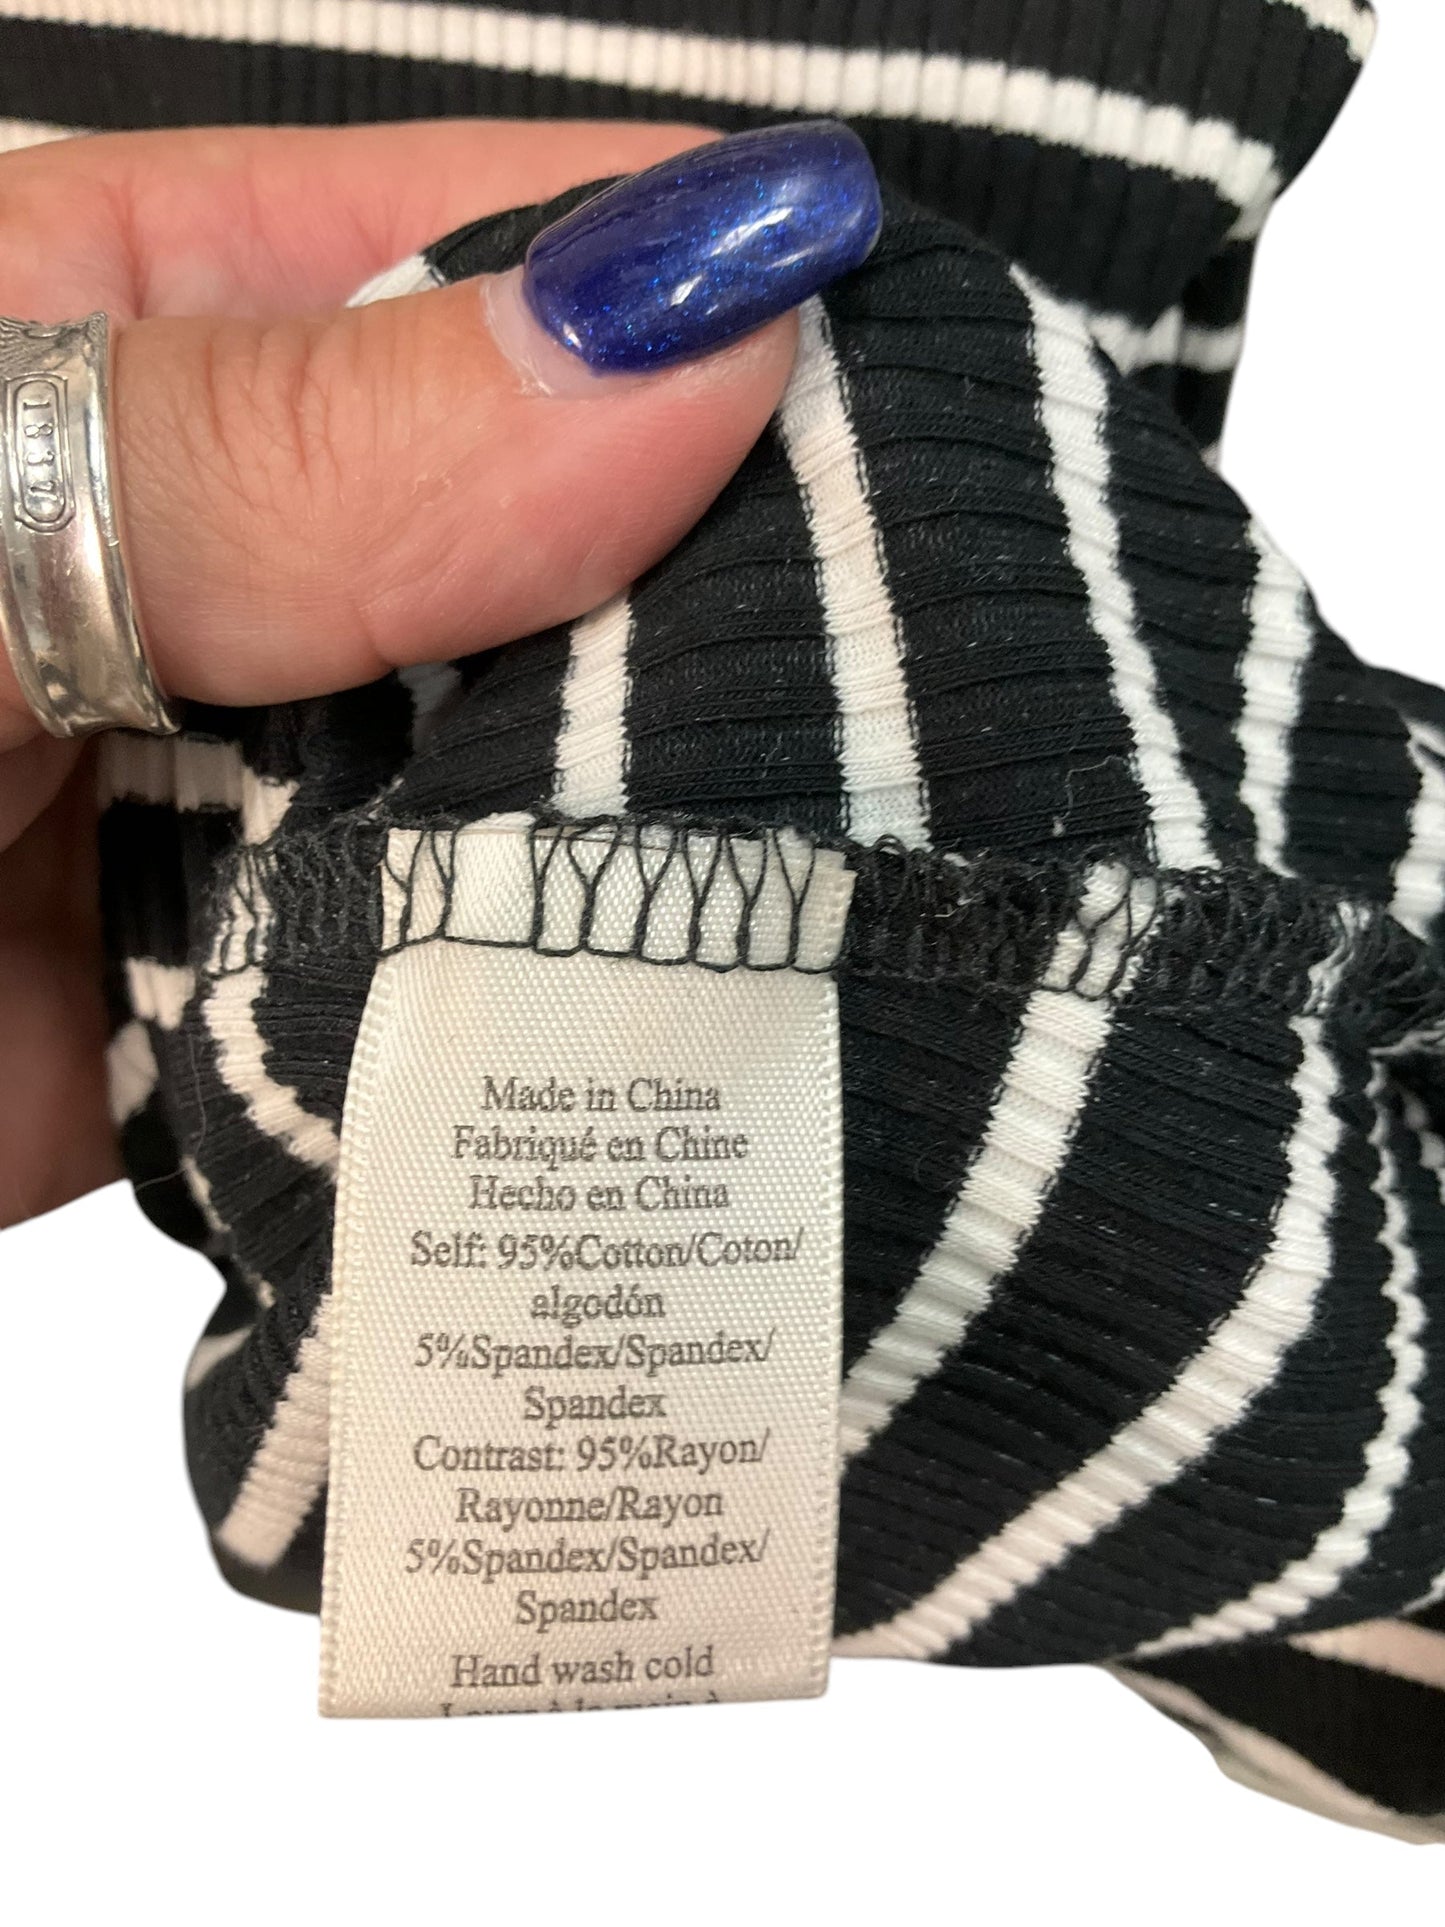 1837
Made in China
Fabriqué en Chine
Hecho en China
Self: 95%Cotton/Coton/
algodón
5%Spandex/Spandex/
Spandex
Contrast: 95%Rayon/
Rayonne/Rayon
5%Spandex/Spandex/
Spandex
Hand wash cold